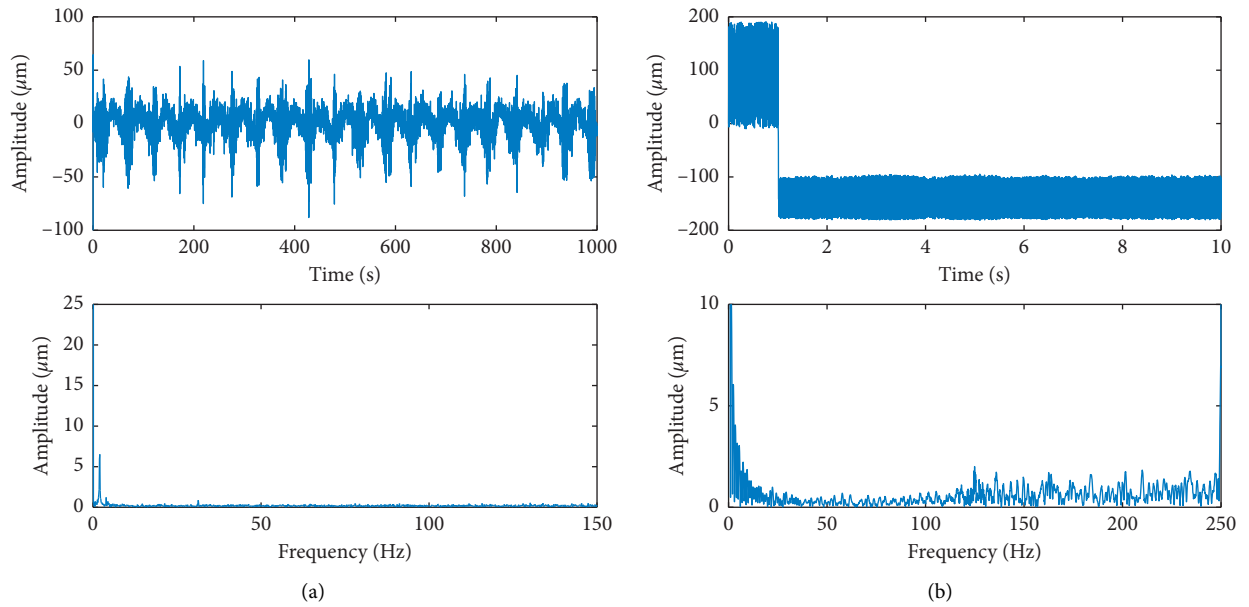 100
50
0
−50
−100
Amplitude (μm)
0 200 400 600 800 1000
Time (s)
200
100
0
−100
−200
Amplitude (μm)
0 2 4 6 8 10
Time (s)
25
20
15
10
5
0
Amplitude (μm)
0 50 100 150
Frequency (Hz)
(a)
10
5
0
Amplitude (μm)
0 50 100 150 200 250
Frequency (Hz)
(b)